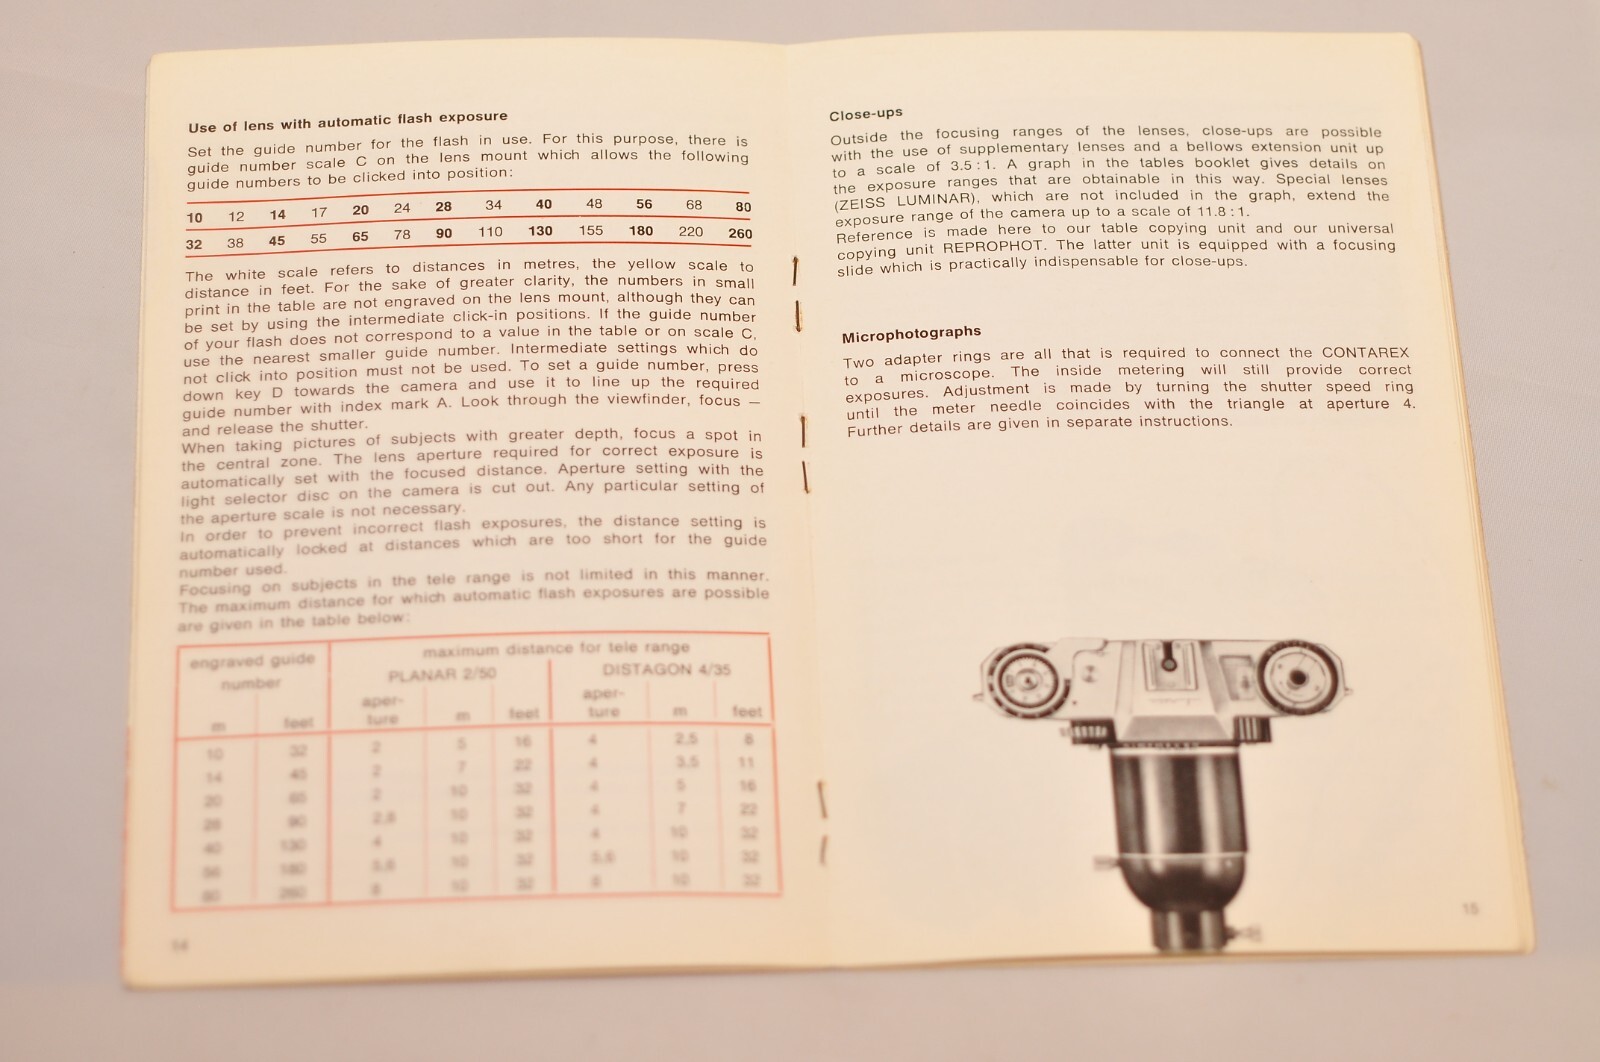 Use of lens with automatic flash exposure
Set the guide number for the flash in use. For this purpose, there is
guide number scale C on the lens mount which allows the following
guide numbers to be clicked into position:
10 12 14 17 20 24 28 34 40 48 56 68 80
32 38 45 55 65 78 90 110 130 155 180 220 260
The white scale refers to distances in metres, the yellow scale to
distance in feet. For the sake of greater clarity, the numbers in small
print in the table are not engraved on the lens mount, although they can
be set by using the intermediate click-in positions. If the guide number
of your flash does not correspond to a value in the table or on scale C,
use the nearest smaller guide number. Intermediate settings which do
not click into position must not be used. To set a guide number, press
down key D towards the camera and use it to line up the required
guide number with index mark A. Look through the viewfinder, focus —
and release the shutter.
When taking pictures of subjects with greater depth, focus a spot in
the central zone. The lens aperture required for correct exposure is
automatically set with the focused distance. Aperture setting with the
light selector disc on the camera is cut out. Any particular setting of
the aperture scale is not necessary.
In order to prevent incorrect flash exposures, the distance setting is
automatically locked at distances which are too short for the guide
number used.
Focusing on subjects in the tele range is not limited in this manner.
The maximum distance for which automatic flash exposures are possible
are given in the table below:
engraved guide number maximum distance for tele range
PLANAR 2/50 DISTAGON 4/35
m feet aper-ture m feet aper-ture m feet
10 32 2 5 16 4 2.5 8
14 45 2 7 22 4 3.5 11
20 65 2 10 32 4 5 16
28 90 2.8 10 32 4 7 22
40 130 4 10 32 4 10 32
56 180 5.6 10 32 5.6 10 32
80 260 8 10 32 8 10 32
14
Close-ups
Outside the focusing ranges of the lenses, close-ups are possible
with the use of supplementary lenses and a bellows extension unit up
to a scale of 3.5 : 1. A graph in the tables booklet gives details on
the exposure ranges that are obtainable in this way. Special lenses
(ZEISS LUMINAR), which are not included in the graph, extend the
exposure range of the camera up to a scale of 11.8 : 1.
Reference is made here to our table copying unit and our universal
copying unit REPROPHOT. The latter unit is equipped with a focusing
slide which is practically indispensable for close-ups.
Microphotographs
Two adapter rings are all that is required to connect the CONTAREX
to a microscope. The inside metering will still provide correct
exposures. Adjustment is made by turning the shutter speed ring
until the meter needle coincides with the triangle at aperture 4.
Further details are given in separate instructions.
15